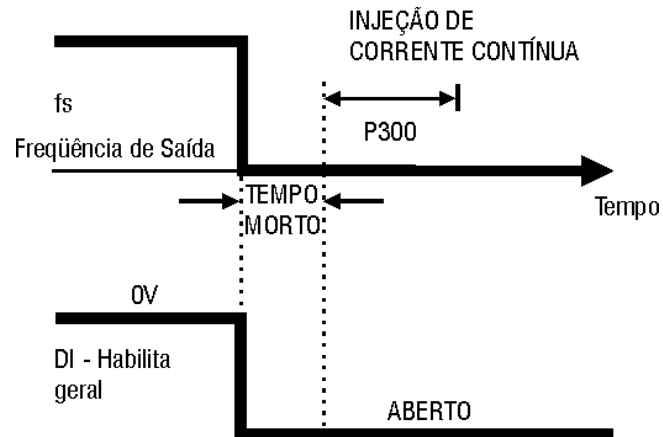 INJEÇÃO DE
CORRENTE CONTÍNUA
fs
P300
Freqüência de Saída
TEMPO
MORTO
Tempo
0V
DI - Habilita
geral
ABERTO